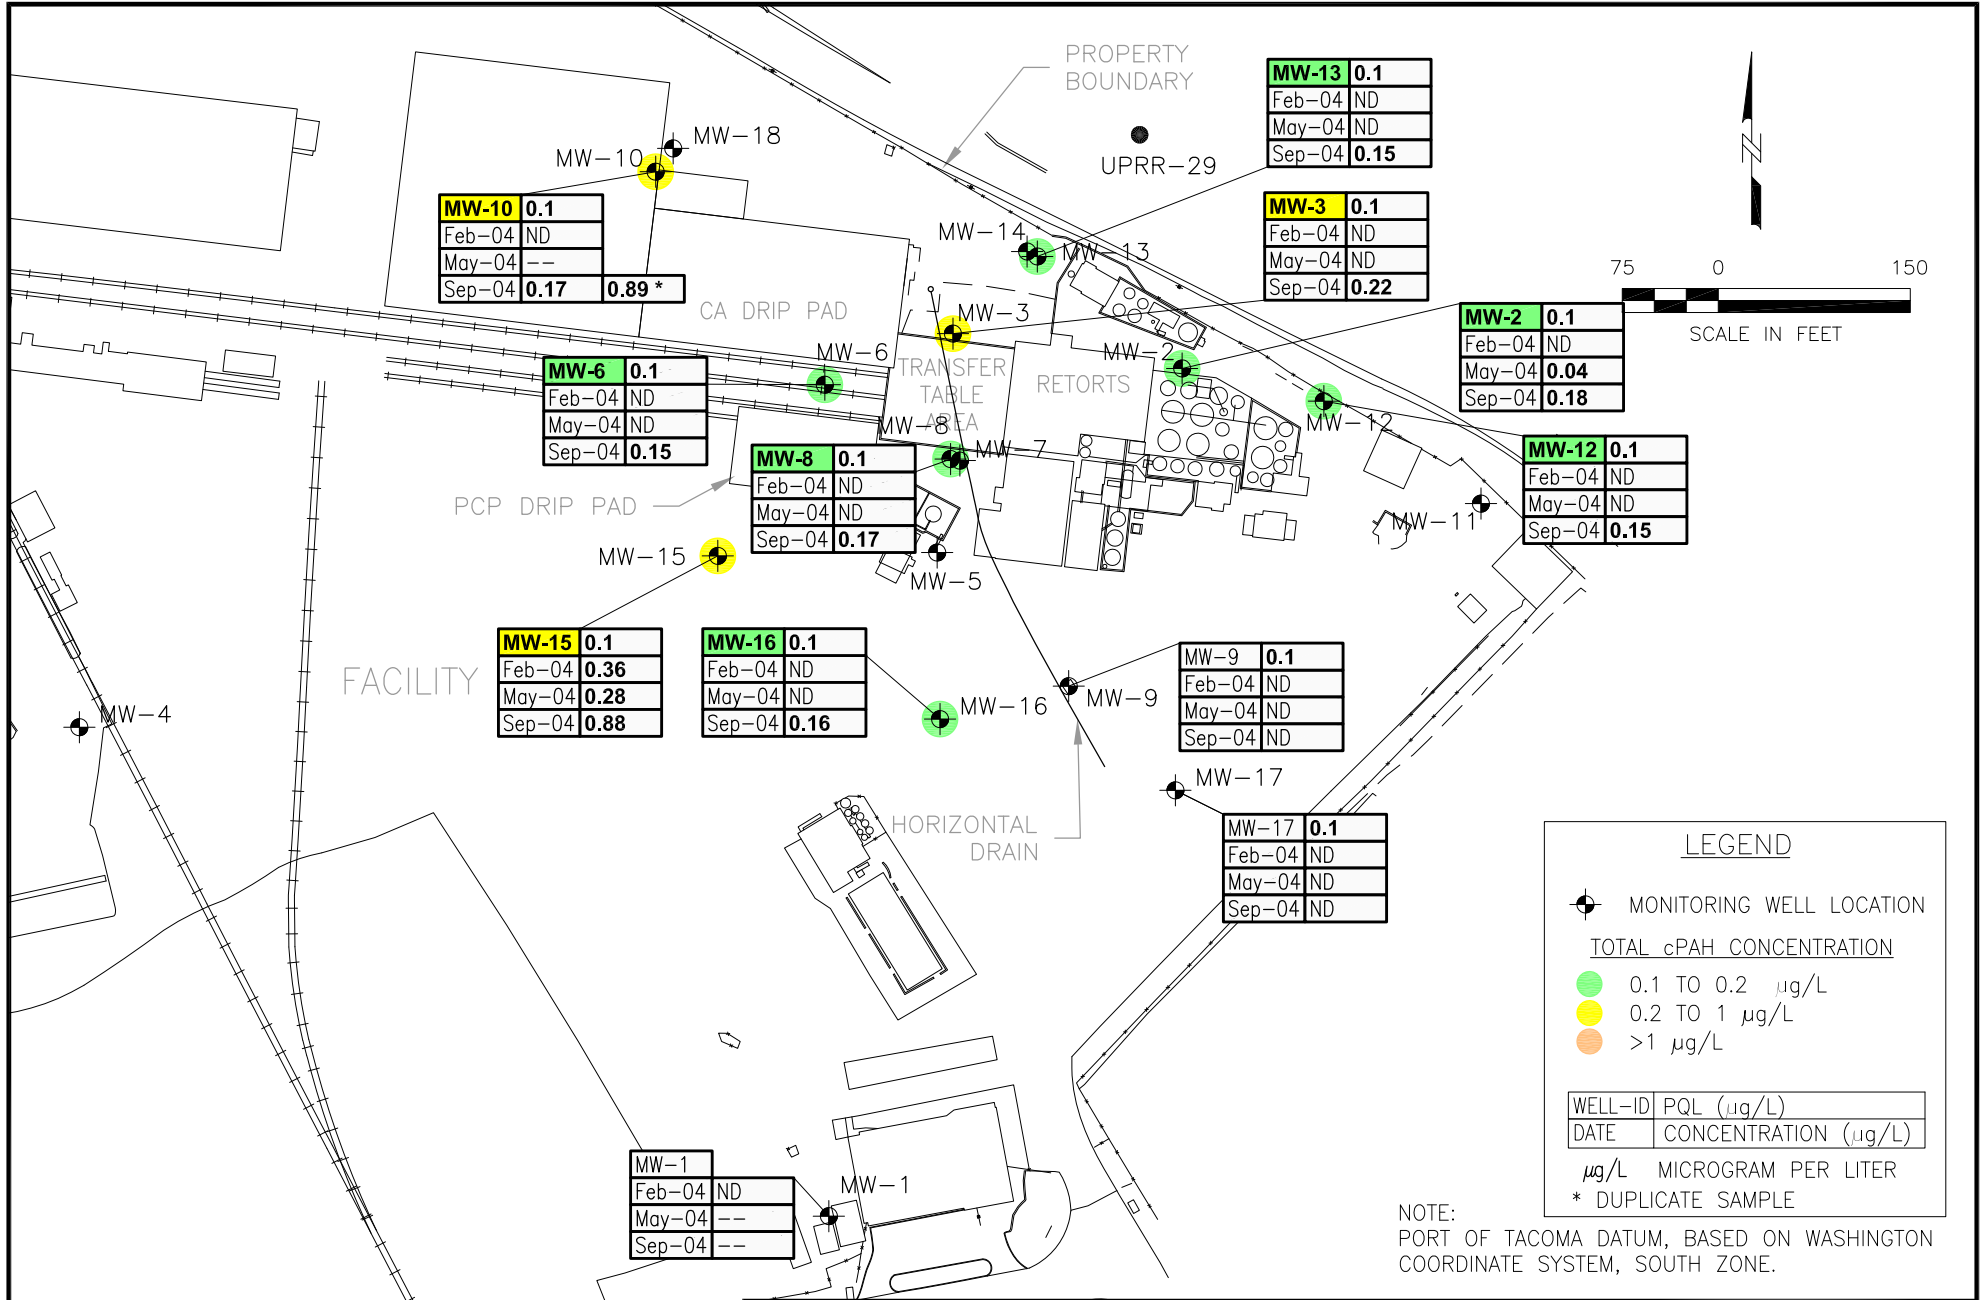 PROPERTY
BOUNDARY
UPRR-29
MW-13 0.1
Feb-04 ND
May-04 ND
Sep-04 0.15
N
MW-18
MW-10
MW-10 0.1
Feb-04 ND
May-04 --
Sep-04 0.17 0.89 *
MW-14
MW-13
MW-3 0.1
Feb-04 ND
May-04 ND
Sep-04 0.22
75 0 150
SCALE IN FEET
CA DRIP PAD
MW-3
MW-2 0.1
Feb-04 ND
May-04 0.04
Sep-04 0.18
MW-6
MW-6 0.1
Feb-04 ND
May-04 ND
Sep-04 0.15
TRANSFER
TABLE
AREA
RETORTS
MW-2
MW-12
MW-12 0.1
Feb-04 ND
May-04 ND
Sep-04 0.15
MW-8
MW-7
MW-8 0.1
Feb-04 ND
May-04 ND
Sep-04 0.17
PCP DRIP PAD
MW-11
MW-15
MW-5
MW-15 0.1
Feb-04 0.36
May-04 0.28
Sep-04 0.88
MW-16 0.1
Feb-04 ND
May-04 ND
Sep-04 0.16
MW-9 0.1
Feb-04 ND
May-04 ND
Sep-04 ND
FACILITY
MW-4
MW-16
MW-9
MW-17
HORIZONTAL
DRAIN
MW-17 0.1
Feb-04 ND
May-04 ND
Sep-04 ND
MW-1
Feb-04 ND
May-04 --
Sep-04 --
MW-1
LEGEND
MONITORING WELL LOCATION
TOTAL cPAH CONCENTRATION
0.1 TO 0.2 µg/L
0.2 TO 1 µg/L
>1 µg/L
WELL-ID PQL (µg/L)
DATE CONCENTRATION (µg/L)
µg/L MICROGRAM PER LITER
* DUPLICATE SAMPLE
NOTE:
PORT OF TACOMA DATUM, BASED ON WASHINGTON
COORDINATE SYSTEM, SOUTH ZONE.